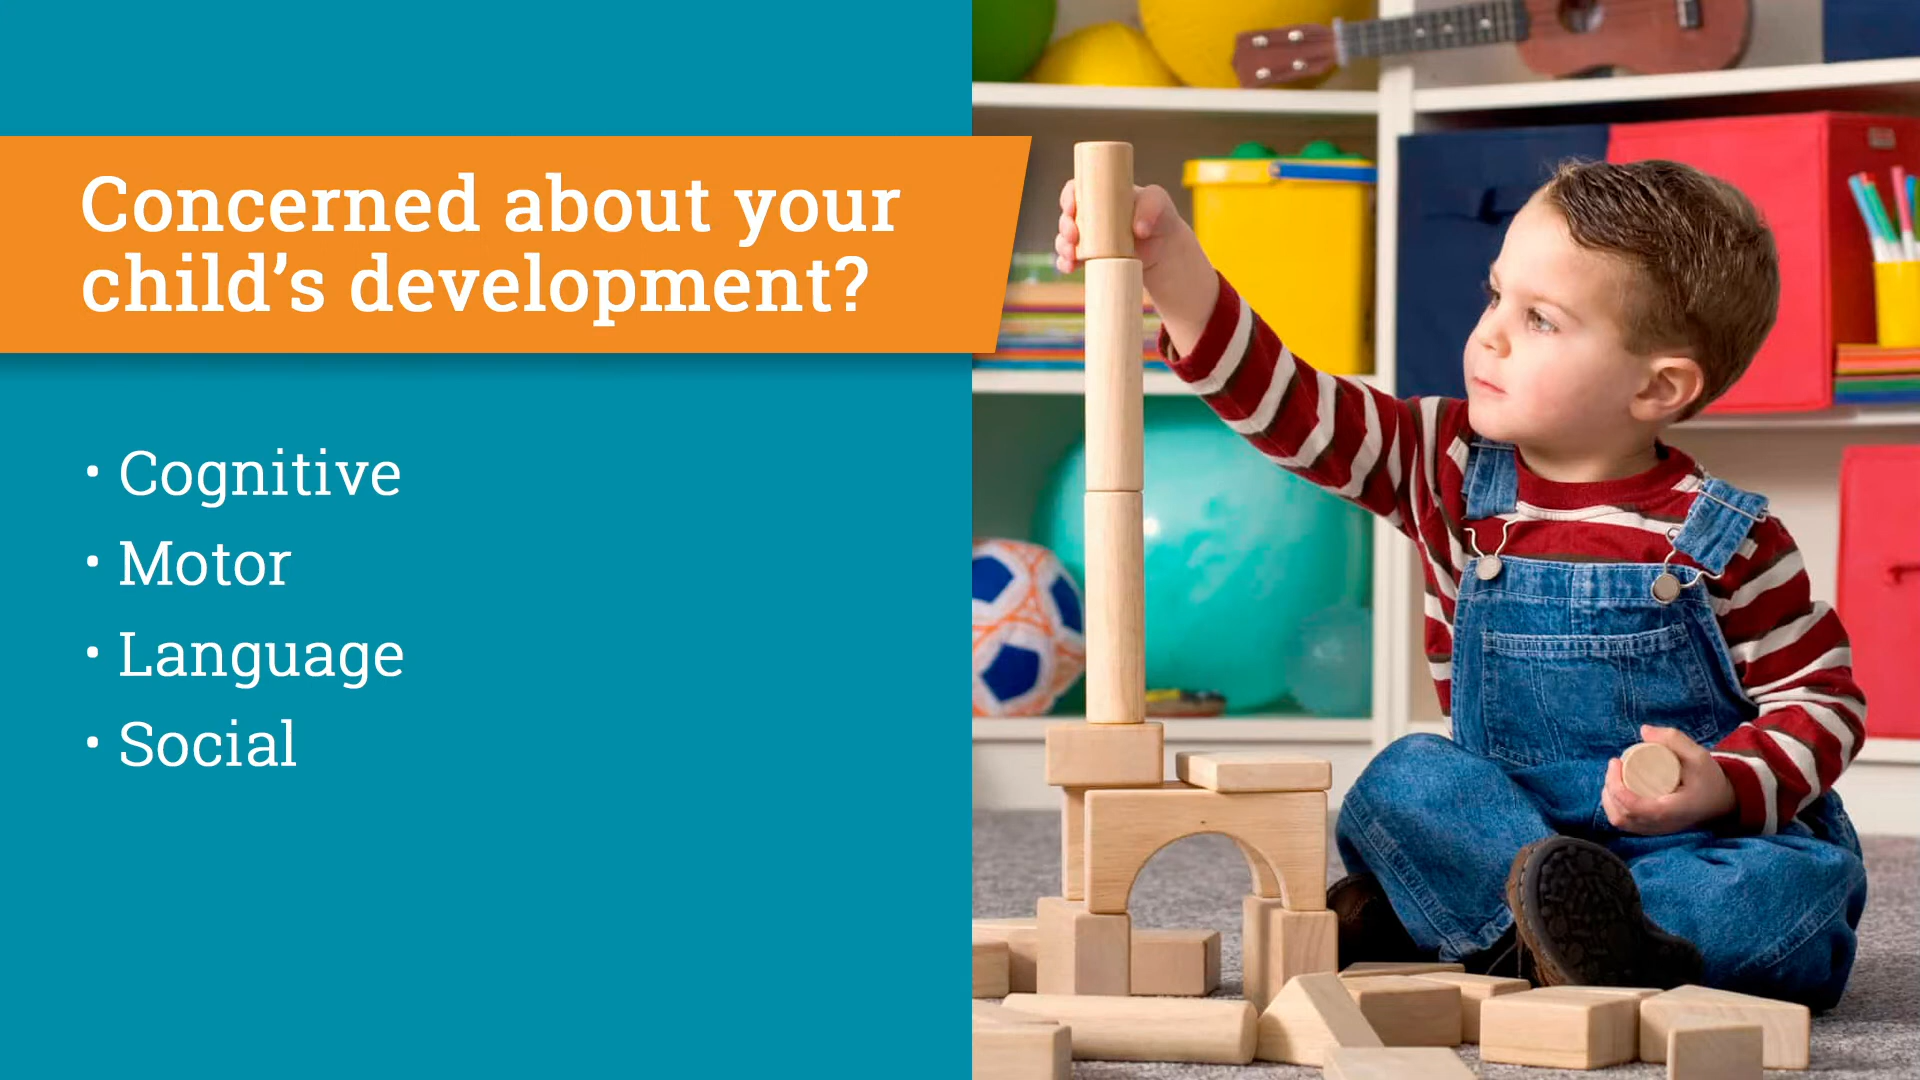 Concerned about your
child’s development?
• Cognitive
• Motor
• Language
• Social